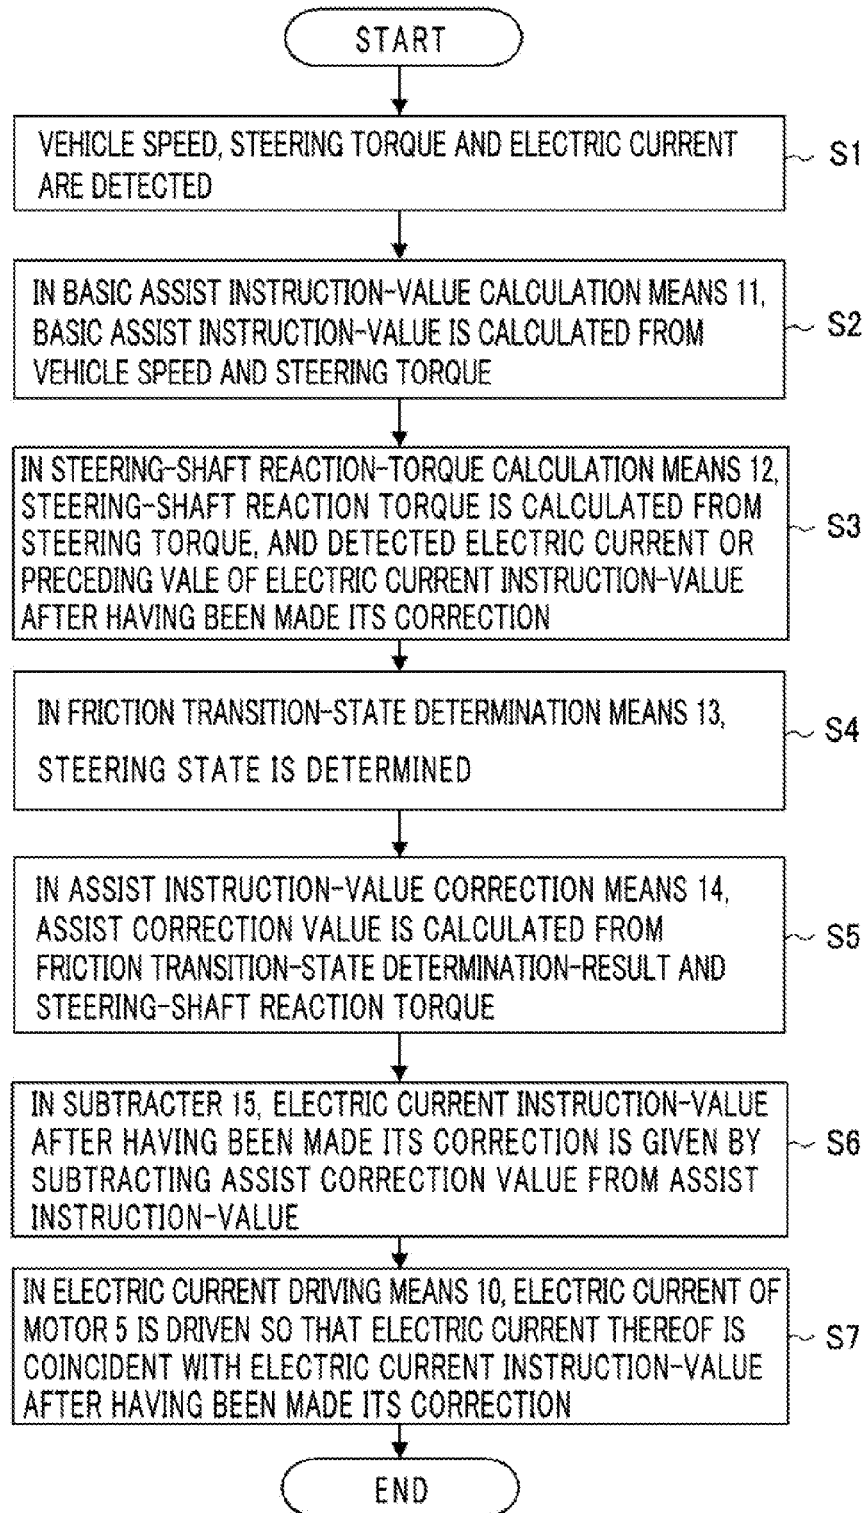 START
VEHICLE SPEED, STEERING TORQUE AND ELECTRIC CURRENT
ARE DETECTED
S1
IN BASIC ASSIST INSTRUCTION-VALUE CALCULATION MEANS 11,
BASIC ASSIST INSTRUCTION-VALUE IS CALCULATED FROM
VEHICLE SPEED AND STEERING TORQUE
S2
IN STEERING-SHAFT REACTION-TORQUE CALCULATION MEANS 12,
STEERING-SHAFT REACTION TORQUE IS CALCULATED FROM
STEERING TORQUE, AND DETECTED ELECTRIC CURRENT OR
PRECEDING VALE OF ELECTRIC CURRENT INSTRUCTION-VALUE
AFTER HAVING BEEN MADE ITS CORRECTION
S3
IN FRICTION TRANSITION-STATE DETERMINATION MEANS 13,
STEERING STATE IS DETERMINED
S4
IN ASSIST INSTRUCTION-VALUE CORRECTION MEANS 14,
ASSIST CORRECTION VALUE IS CALCULATED FROM
FRICTION TRANSITION-STATE DETERMINATION-RESULT AND
STEERING-SHAFT REACTION TORQUE
S5
IN SUBTRACTER 15, ELECTRIC CURRENT INSTRUCTION-VALUE
AFTER HAVING BEEN MADE ITS CORRECTION IS GIVEN BY
SUBTRACTING ASSIST CORRECTION VALUE FROM ASSIST
INSTRUCTION-VALUE
S6
IN ELECTRIC CURRENT DRIVING MEANS 10, ELECTRIC CURRENT OF
MOTOR 5 IS DRIVEN SO THAT ELECTRIC CURRENT THEREOF IS
COINCIDENT WITH ELECTRIC CURRENT INSTRUCTION-VALUE
AFTER HAVING BEEN MADE ITS CORRECTION
S7
END